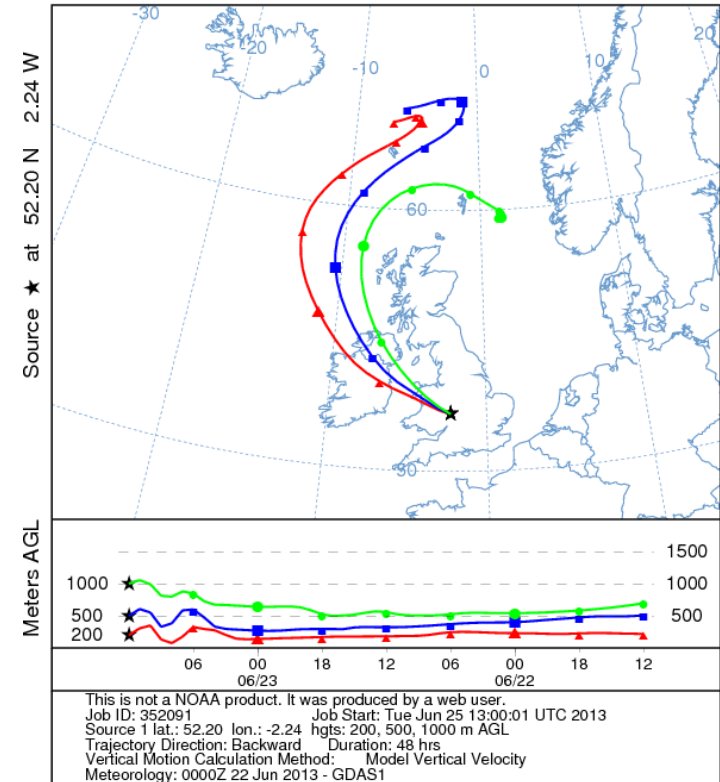 -30
-20
-10
0
10
20
60
50
Source ★ at 52.20 N 2.24 W
Meters AGL
1500
1000 1000
500 500
200
06 00 18 12 06 00 18 12
06/23 06/22
This is not a NOAA product. It was produced by a web user.
Job ID: 352091 Job Start: Tue Jun 25 13:00:01 UTC 2013
Source 1 lat.: 52.20 lon.: -2.24 hgts: 200, 500, 1000 m AGL
Trajectory Direction: Backward Duration: 48 hrs
Vertical Motion Calculation Method: Model Vertical Velocity
Meteorology: 0000Z 22 Jun 2013 - GDAS1